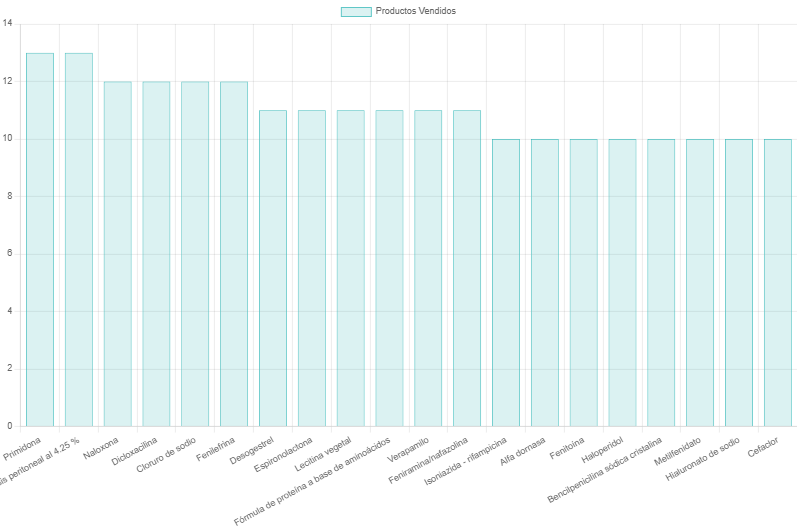 Productos Vendidos
14
12
10
8
6
4
2
0
Primidona
peritoneal al 4.25 %
Naloxona
Dicloxacilina
Cloruro de sodio
Fenilefrina
Desogestrel
Espironolactona
Lecitina vegetal
Fórmula de proteína a base de aminoácidos
Verapamilo
Feniramina/nafazolina
Isoniazida - rifampicina
Alfa dornasa
Fenitoína
Haloperidol
Bencilpenicilina sódica cristalina
Metilfenidato
Hialuronato de sodio
Cefaclor